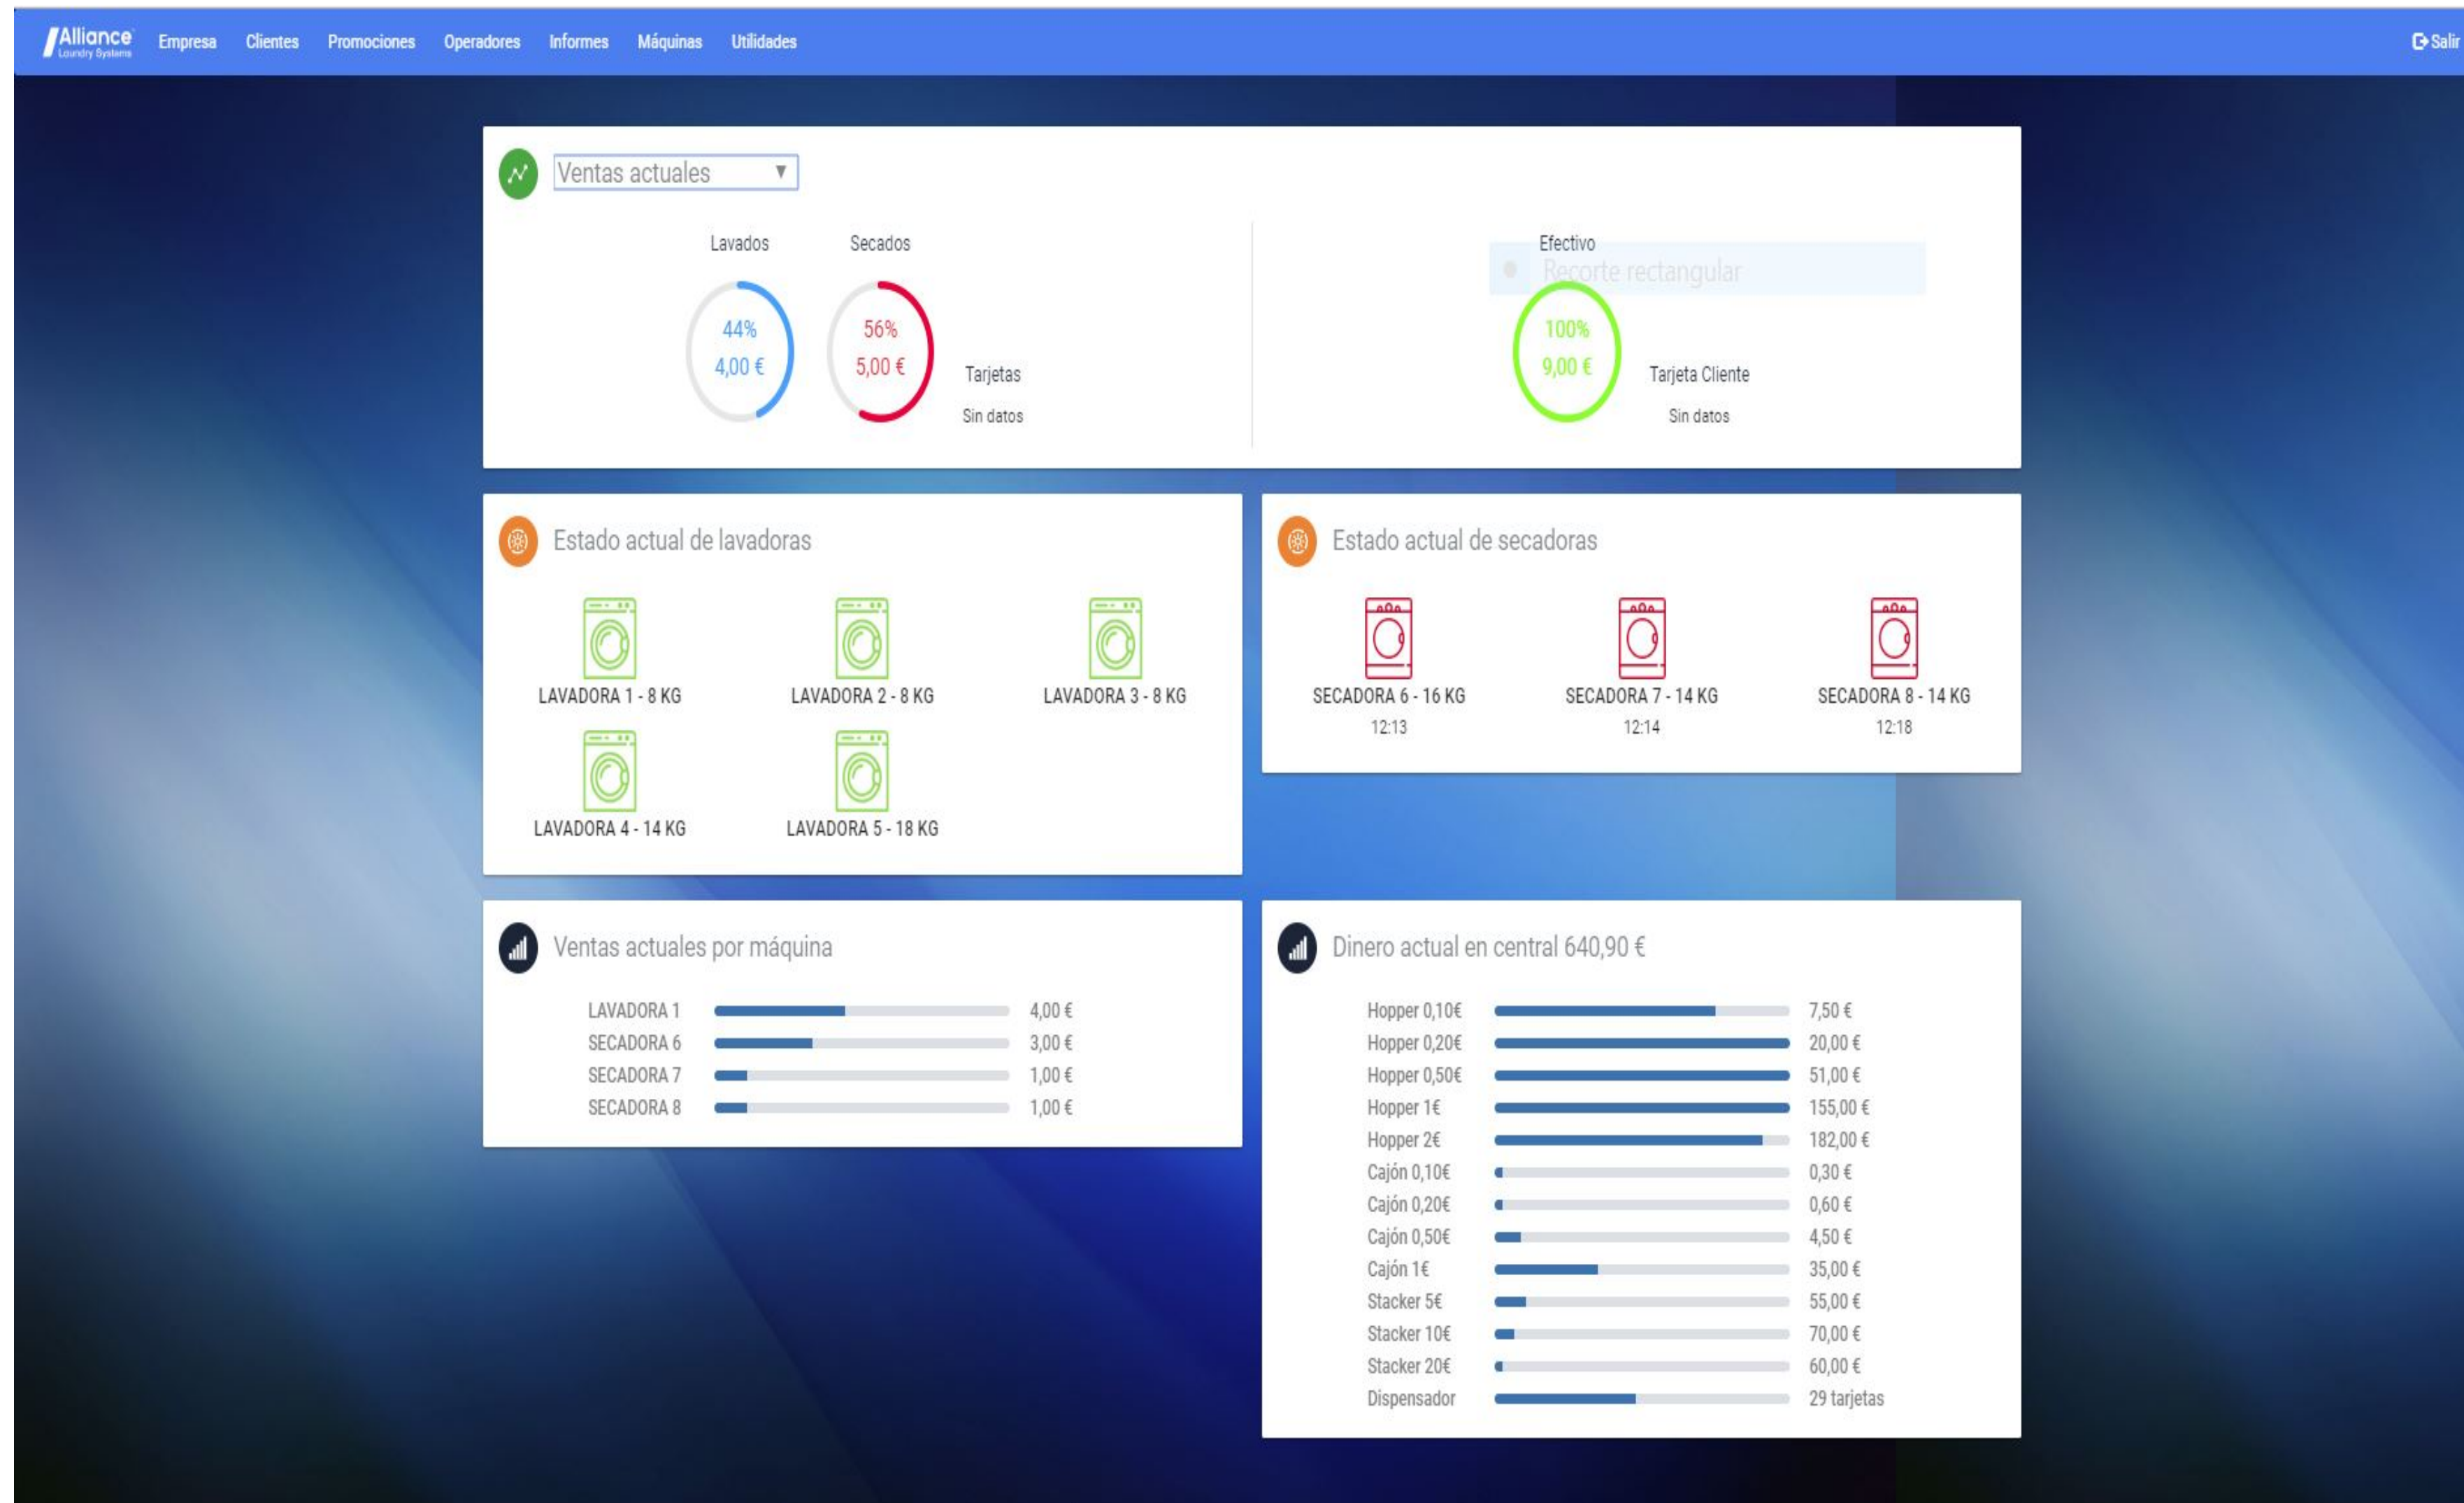 Alliance
Laundry Systems
Empresa Clientes Promociones Operadores Informes Máquinas Utilidades Salir
Ventas actuales
Lavados Secados
44%
4,00 €
56%
5,00 €
Tarjetas
Sin datos
Efectivo
Recorte rectangular
100%
9,00 €
Tarjeta Cliente
Sin datos
Estado actual de lavadoras
LAVADORA 1 - 8 KG LAVADORA 2 - 8 KG LAVADORA 3 - 8 KG
LAVADORA 4 - 14 KG LAVADORA 5 - 18 KG
Estado actual de secadoras
SECADORA 6 - 16 KG SECADORA 7 - 14 KG SECADORA 8 - 14 KG
12:13 12:14 12:18
Ventas actuales por máquina
LAVADORA 1 4,00 €
SECADORA 6 3,00 €
SECADORA 7 1,00 €
SECADORA 8 1,00 €
Dinero actual en central 640,90 €
Hopper 0,10€ 7,50 €
Hopper 0,20€ 20,00 €
Hopper 0,50€ 51,00 €
Hopper 1€ 155,00 €
Hopper 2€ 182,00 €
Cajón 0,10€ 0,30 €
Cajón 0,20€ 0,60 €
Cajón 0,50€ 4,50 €
Cajón 1€ 35,00 €
Stacker 5€ 55,00 €
Stacker 10€ 70,00 €
Stacker 20€ 60,00 €
Dispensador 29 tarjetas